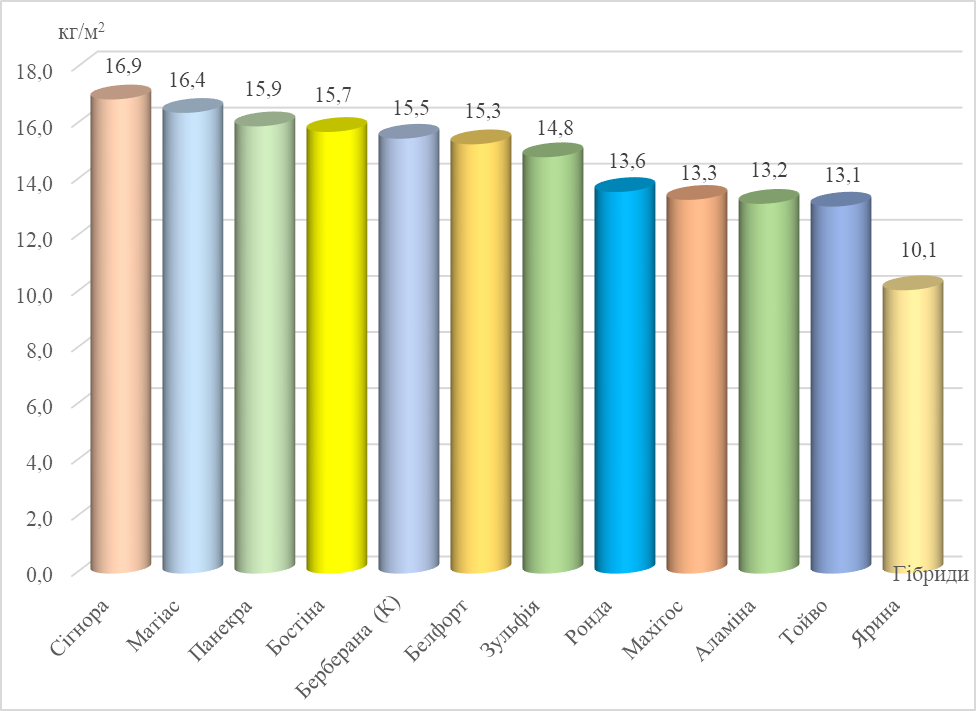 кг/м²
18,0
16,0
14,0
12,0
10,0
8,0
6,0
4,0
2,0
0,0
16,9
16,4
15,9
15,7
15,5
15,3
14,8
13,6
13,3
13,2
13,1
10,1
Гібриди
Сігнора
Матіас
Панекра
Бостіна
Берберана (К)
Белфорт
Зульфія
Ронда
Махітос
Аламіна
Тойво
Ярина